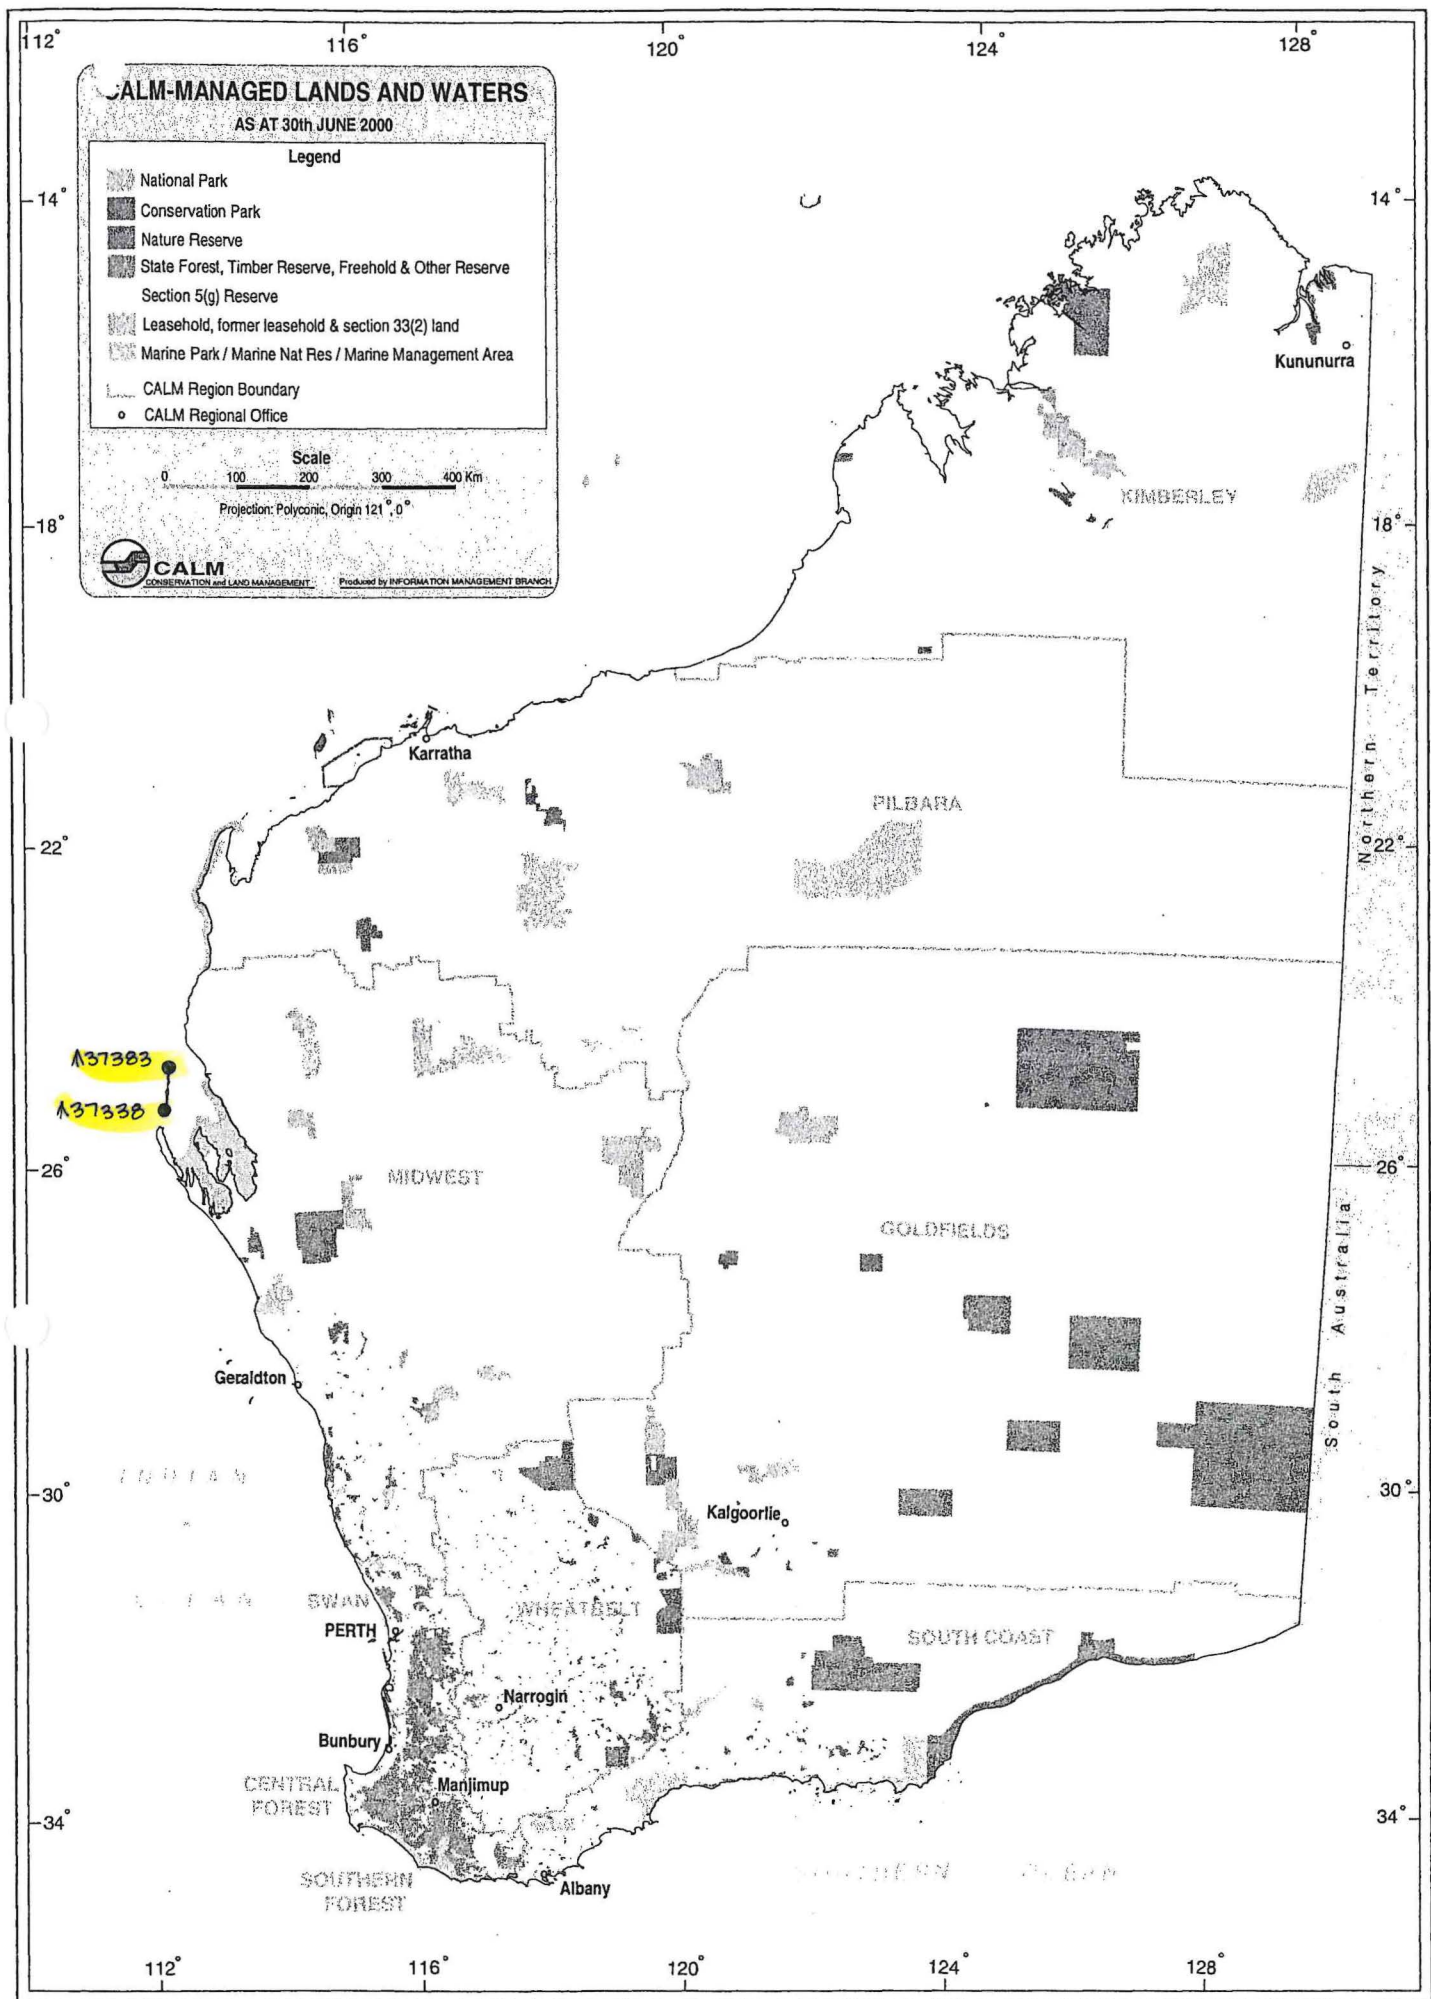 112°
116°
120°
124°
128°
CALM-MANAGED LANDS AND WATERS
AS AT 30th JUNE 2000
Legend
National Park
Conservation Park
Nature Reserve
State Forest, Timber Reserve, Freehold & Other Reserve
Section 5(g) Reserve
Leasehold, former leasehold & section 33(2) land
Marine Park / Marine Nat Res / Marine Management Area
CALM Region Boundary
CALM Regional Office
Scale
0 100 200 300 400 Km
Projection: Polyconic, Origin 121°, 0°
CALM
CONSERVATION and LAND MANAGEMENT
Produced by INFORMATION MANAGEMENT BRANCH
14°
14°
Kununurra
KIMBERLEY
18°
18°
Northern Territory
Karratha
PILBARA
22°
22°
A37383
A37338
26°
26°
MIDWEST
GOLDFIELDS
South Australia
Geraldton
INDIAN
30°
30°
Kalgoorlie
OCEAN
SWAN
WHEATBELT
PERTH
SOUTH COAST
Narrogin
Bunbury
CENTRAL
FOREST
Manjimup
34°
34°
SOUTHERN OCEAN
SOUTHERN
FOREST
Albany
112°
116°
120°
124°
128°